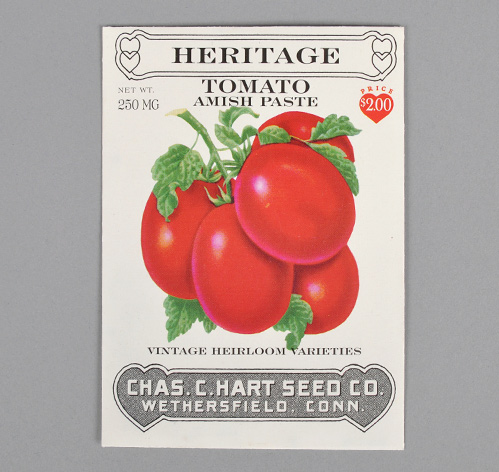 HERITAGE
TOMATO
AMISH PASTE
NET WT.
250 MG
PRICE
$2.00
VINTAGE HEIRLOOM VARIETIES
CHAS. C. HART SEED CO.
WETHERSFIELD, CONN.